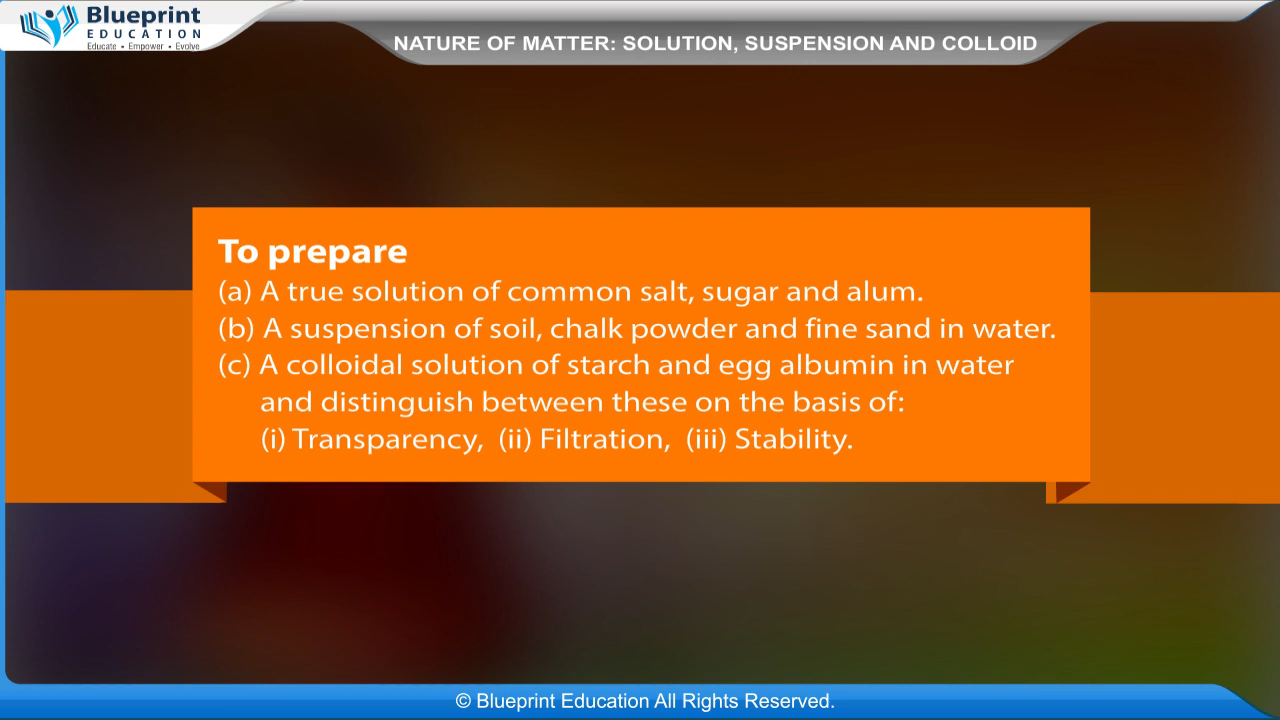 Blueprint
EDUCATION
Educate • Empower • Evolve
NATURE OF MATTER: SOLUTION, SUSPENSION AND COLLOID
To prepare
(a) A true solution of common salt, sugar and alum.
(b) A suspension of soil, chalk powder and fine sand in water.
(c) A colloidal solution of starch and egg albumin in water
and distinguish between these on the basis of:
(i) Transparency, (ii) Filtration, (iii) Stability.
© Blueprint Education All Rights Reserved.